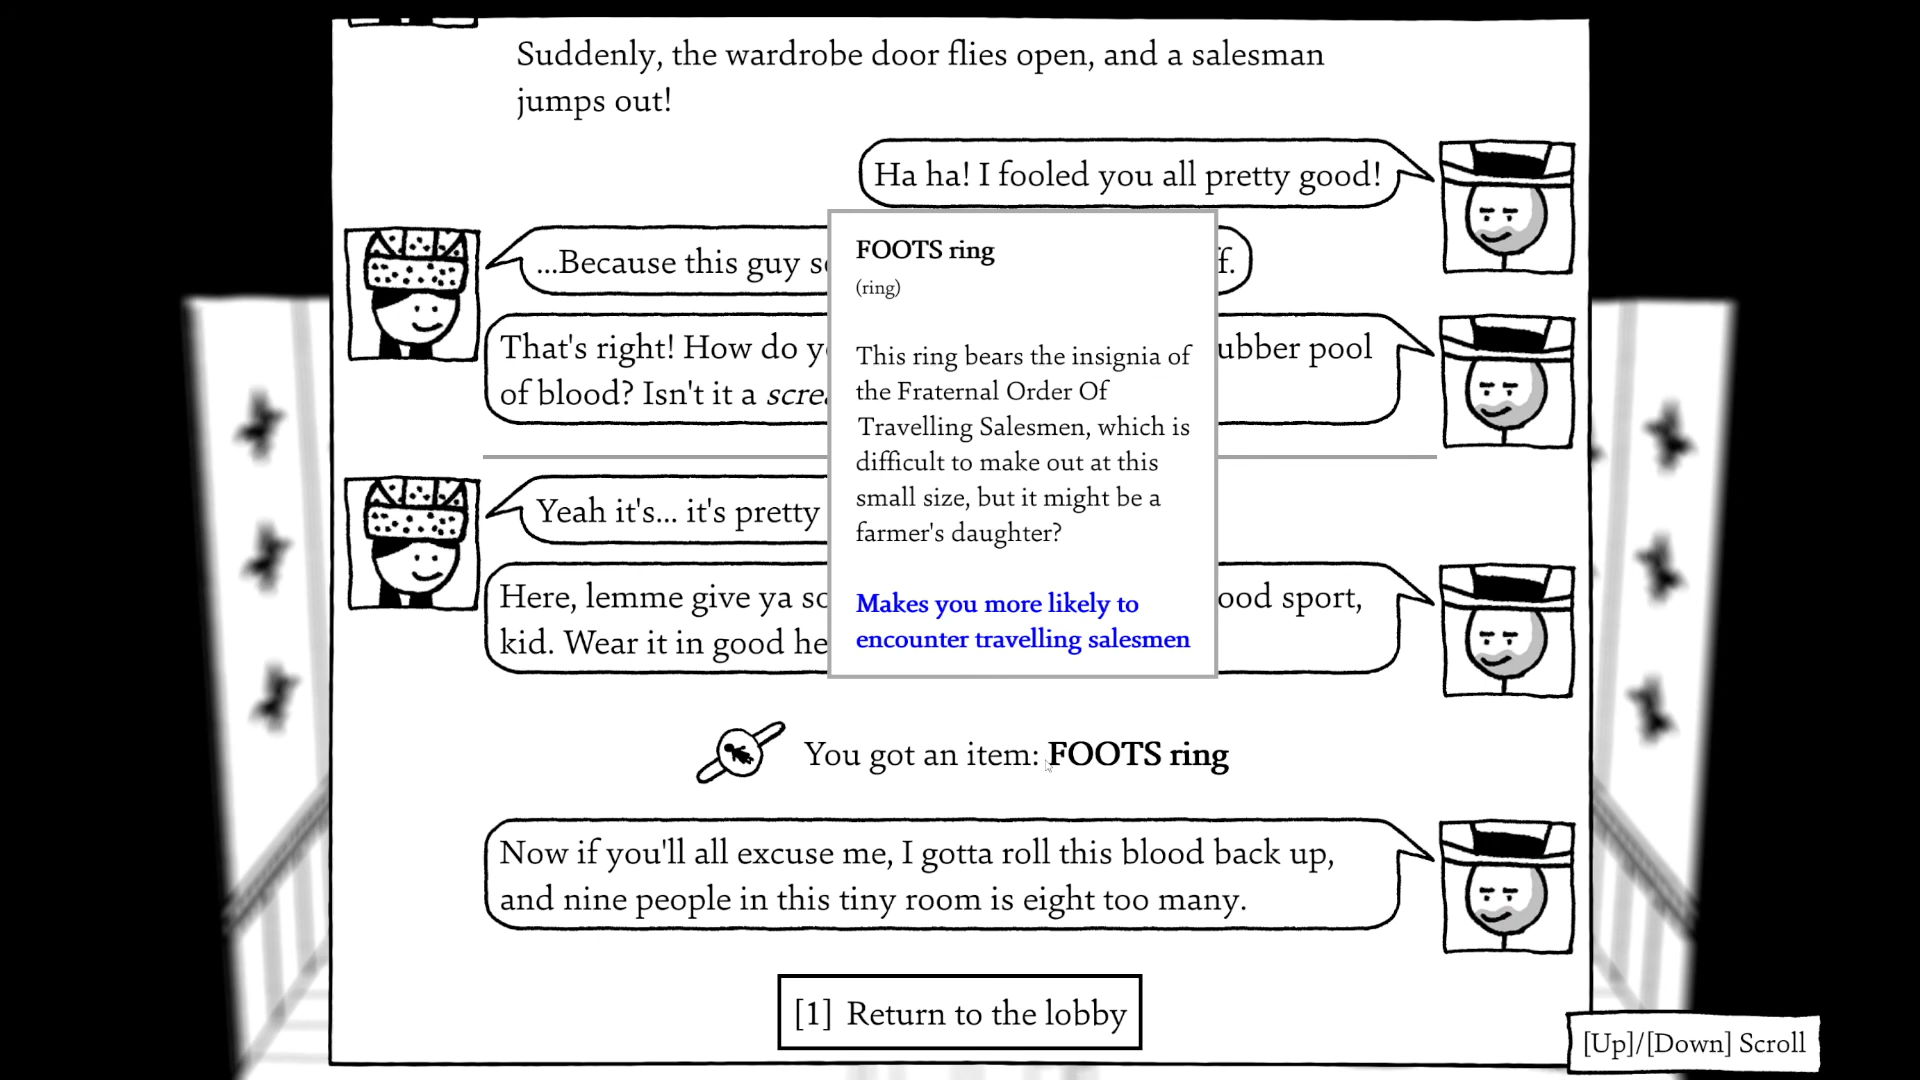 Suddenly, the wardrobe door flies open, and a salesman
jumps out!
Ha ha! I fooled you all pretty good!
...Because this guy
f.
That's right! How do
ubber pool
of blood? Isn't it a
Yeah it's... it's pretty
Here, lemme give ya
ood sport,
kid. Wear it in good
FOOTS ring
(ring)
This ring bears the insignia of
the Fraternal Order Of
Travelling Salesmen, which is
difficult to make out at this
small size, but it might be a
farmer's daughter?
Makes you more likely to
encounter travelling salesmen
You got an item: FOOTS ring
Now if you'll all excuse me, I gotta roll this blood back up,
and nine people in this tiny room is eight too many.
[1] Return to the lobby
[Up]/[Down] Scroll